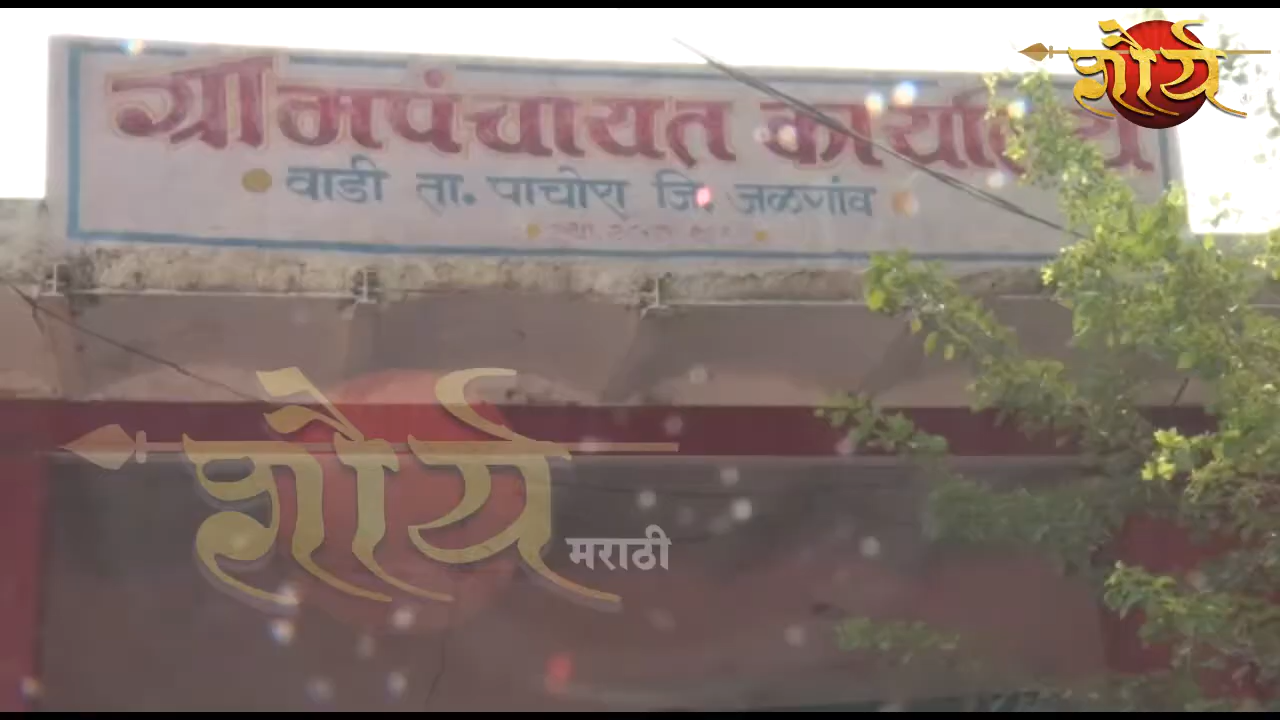 शौर्य
ग्रामपंचायत कार्यालय
वाडी ता. पाचोरा जि. जळगांव
शौर्य
मराठी